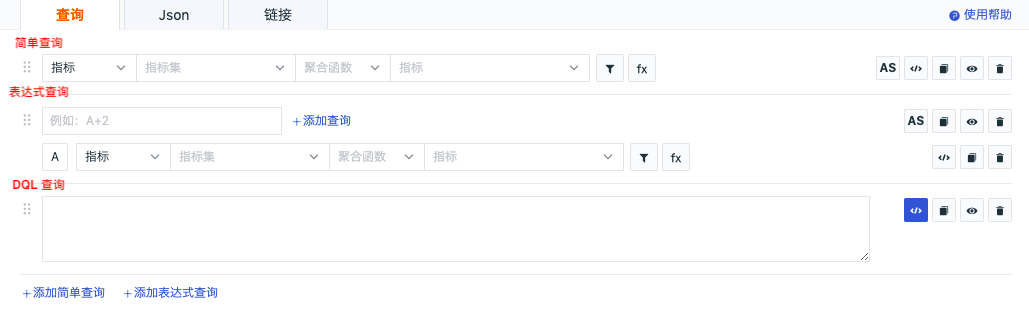 查询 Json 链接 使用帮助
简单查询
指标 指标集 聚合函数 指标 fx AS </>
表达式查询
例如：A+2 +添加查询 AS
A 指标 指标集 聚合函数 指标 fx </>
DQL 查询
</>
+添加简单查询 +添加表达式查询